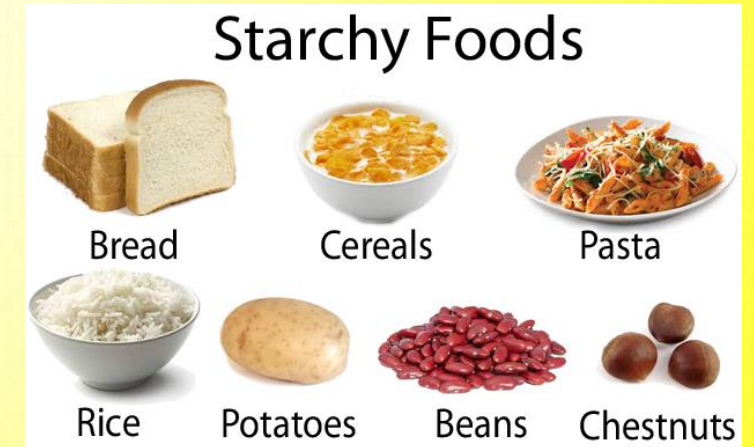 Starchy Foods
Bread Cereals Pasta
Rice Potatoes Beans Chestnuts